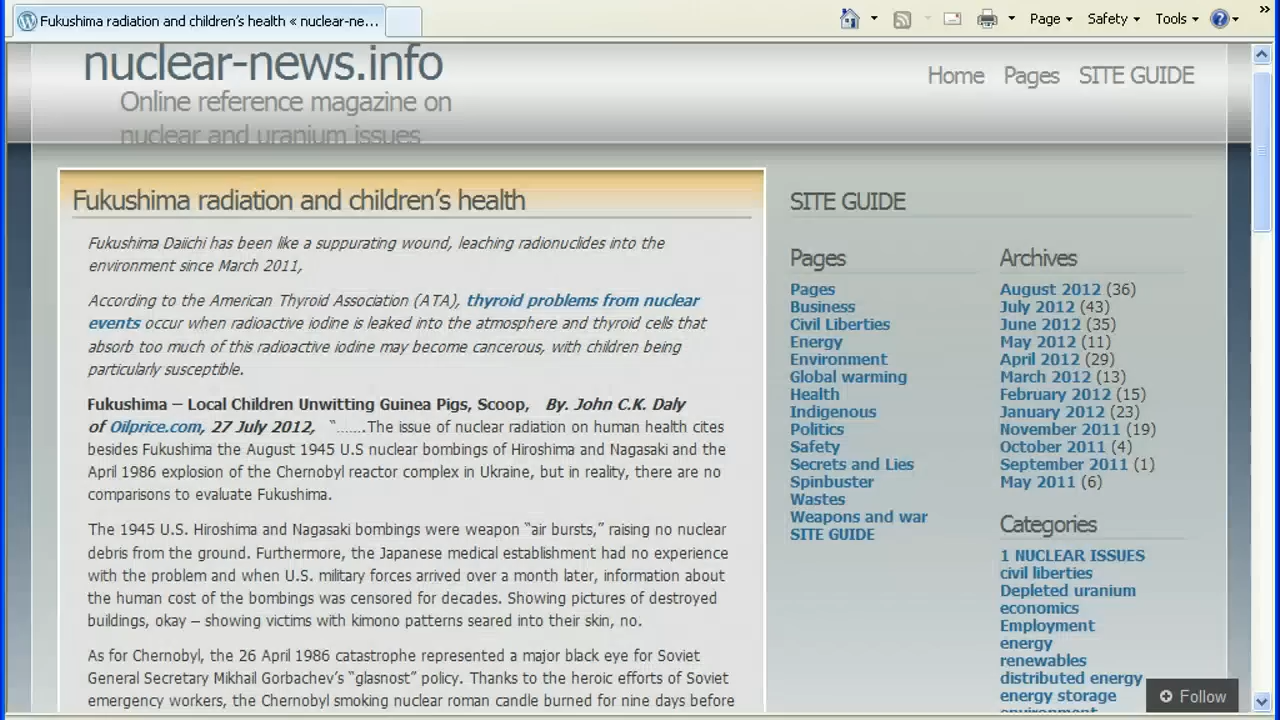 Fukushima radiation and children's health « nuclear-ne...
Page
Safety
Tools
nuclear-news.info
Online reference magazine on
nuclear and uranium issues
Home
Pages
SITE GUIDE
Fukushima radiation and children's health
Fukushima Daiichi has been like a suppurating wound, leaching radionuclides into the
environment since March 2011,
According to the American Thyroid Association (ATA), thyroid problems from nuclear
events occur when radioactive iodine is leaked into the atmosphere and thyroid cells that
absorb too much of this radioactive iodine may become cancerous, with children being
particularly susceptible.
Fukushima – Local Children Unwitting Guinea Pigs, Scoop, By. John C.K. Daly
of Oilprice.com, 27 July 2012, "…….The issue of nuclear radiation on human health cites
besides Fukushima the August 1945 U.S nuclear bombings of Hiroshima and Nagasaki and the
April 1986 explosion of the Chernobyl reactor complex in Ukraine, but in reality, there are no
comparisons to evaluate Fukushima.
The 1945 U.S. Hiroshima and Nagasaki bombings were weapon "air bursts," raising no nuclear
debris from the ground. Furthermore, the Japanese medical establishment had no experience
with the problem and when U.S. military forces arrived over a month later, information about
the human cost of the bombings was censored for decades. Showing pictures of destroyed
buildings, okay – showing victims with kimono patterns seared into their skin, no.
As for Chernobyl, the 26 April 1986 catastrophe represented a major black eye for Soviet
General Secretary Mikhail Gorbachev's "glasnost" policy. Thanks to the heroic efforts of Soviet
emergency workers, the Chernobyl smoking nuclear roman candle burned for nine days before
SITE GUIDE
Pages
Pages
Business
Civil Liberties
Energy
Environment
Global warming
Health
Indigenous
Politics
Safety
Secrets and Lies
Spinbuster
Wastes
Weapons and war
SITE GUIDE
Archives
August 2012 (36)
July 2012 (43)
June 2012 (35)
May 2012 (11)
April 2012 (29)
March 2012 (13)
February 2012 (15)
January 2012 (23)
November 2011 (19)
October 2011 (4)
September 2011 (1)
May 2011 (6)
Categories
1 NUCLEAR ISSUES
civil liberties
Depleted uranium
economics
Employment
energy
renewables
distributed energy
energy storage
environment
Follow